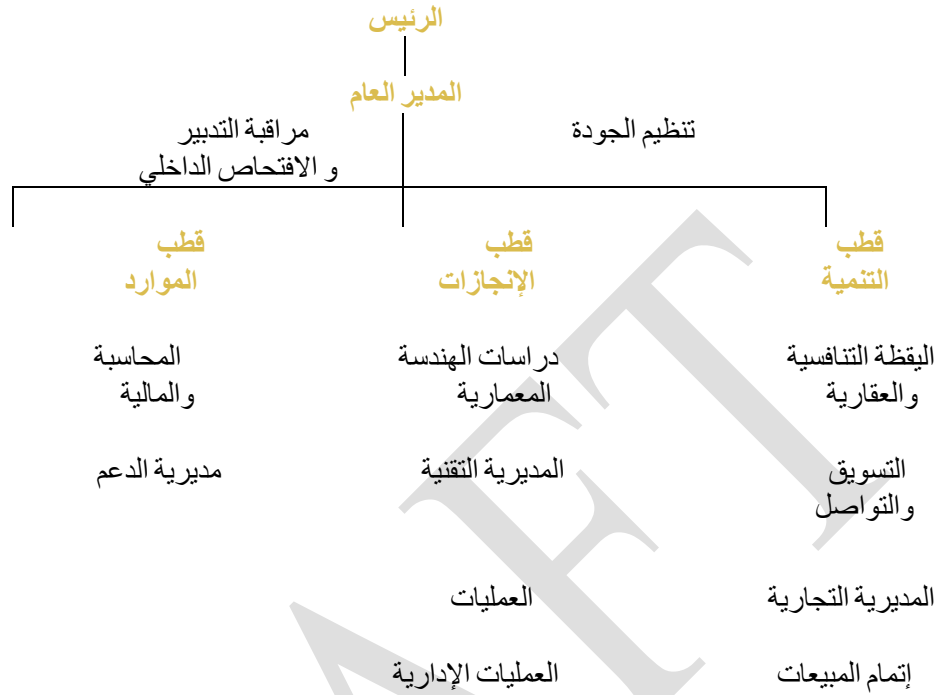 الرئيس
المدير العام
تنظيم الجودة
مراقبة التدبير
و الافتحاص الداخلي
قطب
التنمية
اليقظة التنافسية
والعقارية
التسويق
والتواصل
المديرية التجارية
إتمام المبيعات
قطب
الإنجازات
دراسات الهندسة
المعمارية
المديرية التقنية
العمليات
العمليات الإدارية
قطب
الموارد
المحاسبة
والمالية
مديرية الدعم
AFT